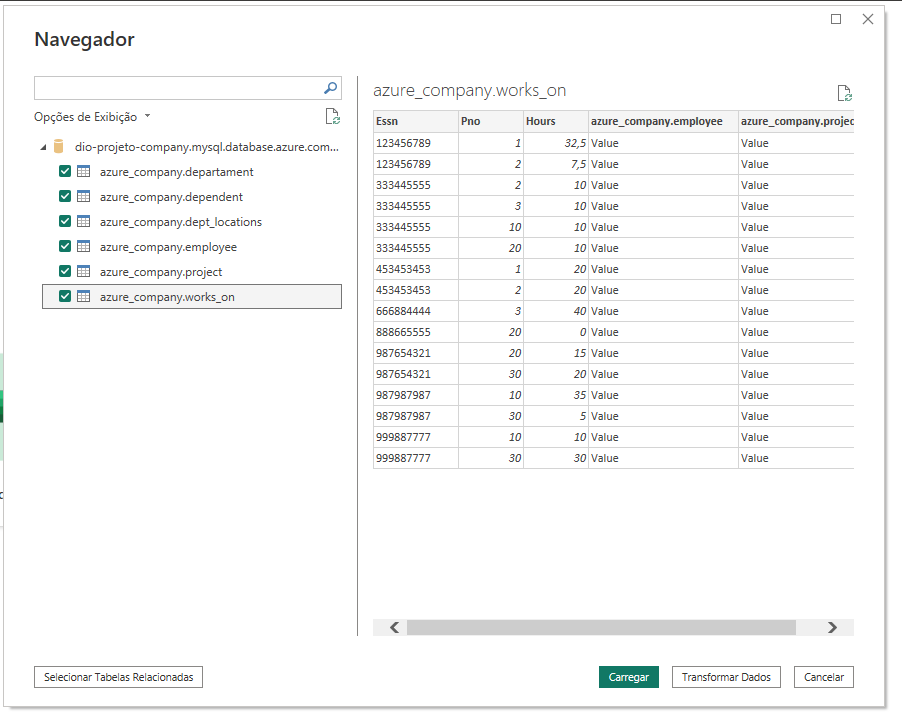 Navegador
Opções de Exibição
dio-projeto-company.mysql.database.azure.com...
azure_company.departament
azure_company.dependent
azure_company.dept_locations
azure_company.employee
azure_company.project
azure_company.works_on
azure_company.works_on
Essn Pno Hours azure_company.employee azure_company.projec
123456789 1 32,5 Value Value
123456789 2 7,5 Value Value
333445555 2 10 Value Value
333445555 3 10 Value Value
333445555 10 10 Value Value
333445555 20 10 Value Value
453453453 1 20 Value Value
453453453 2 20 Value Value
666884444 3 40 Value Value
888665555 20 0 Value Value
987654321 20 15 Value Value
987654321 30 20 Value Value
987987987 10 35 Value Value
987987987 30 5 Value Value
999887777 10 10 Value Value
999887777 30 30 Value Value
Selecionar Tabelas Relacionadas Carregar Transformar Dados Cancelar